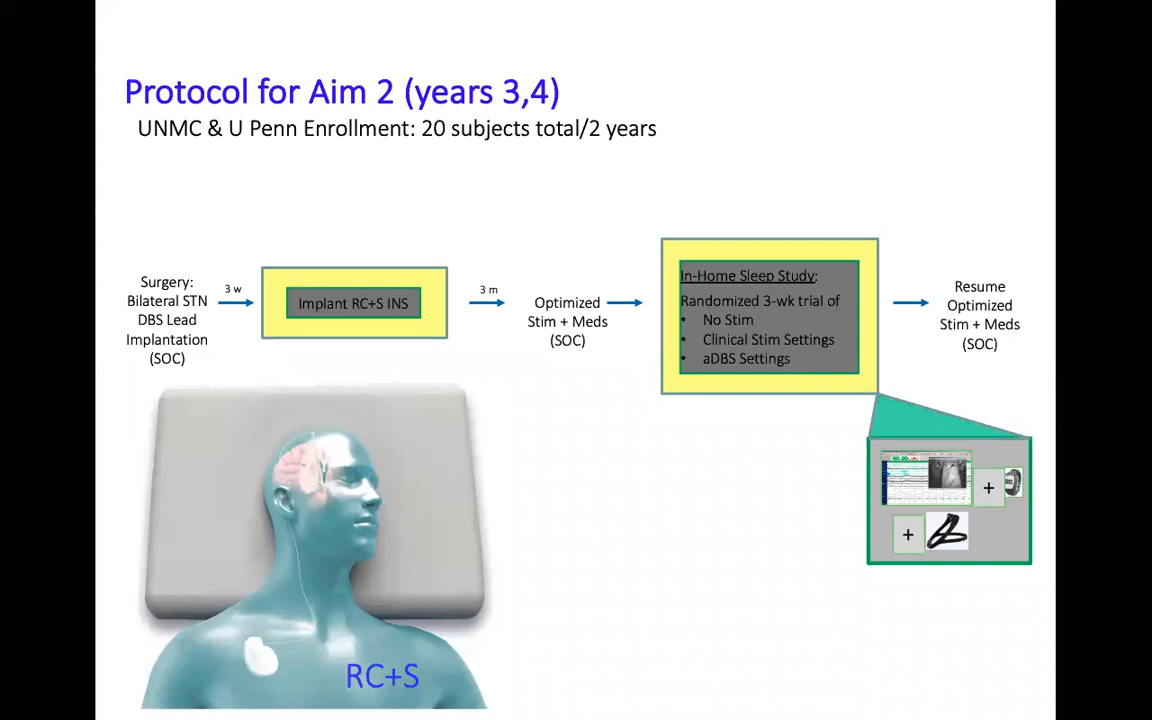 Protocol for Aim 2 (years 3,4)
UNMC & U Penn Enrollment: 20 subjects total/2 years
Surgery:
Bilateral STN
DBS Lead
Implantation
(SOC)
3 w
Implant RC+S INS
3 m
Optimized
Stim + Meds
(SOC)
In-Home Sleep Study:
Randomized 3-wk trial of
• No Stim
• Clinical Stim Settings
• aDBS Settings
Resume
Optimized
Stim + Meds
(SOC)
+
+
RC+S